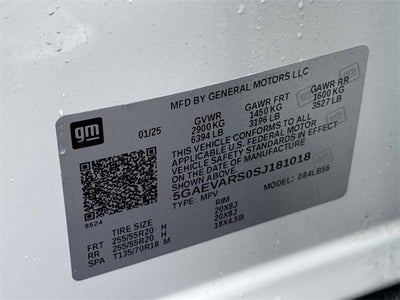 gm
MFD BY GENERAL MOTORS LLC
01/25
GVWR GAWR FRT GAWR RR
2900 KG 1450 KG 1600 KG
6394 LB 3196 LB 3527 LB
THIS VEHICLE CONFORMS TO ALL
APPLICABLE U.S. FEDERAL MOTOR
VEHICLE SAFETY
IN EFFECT ON THE DATE OF
MANUFACTURE SHOWN ABOVE.
5GAEVARS0SJ181018
TYPE: MPV MODEL: 084LB56
8624
TIRE SIZE RIM
FRT 255/55R20 H 20X8J
RR 255/55R20 H 20X8J
SPA T135/70R18 M 18X4.5B